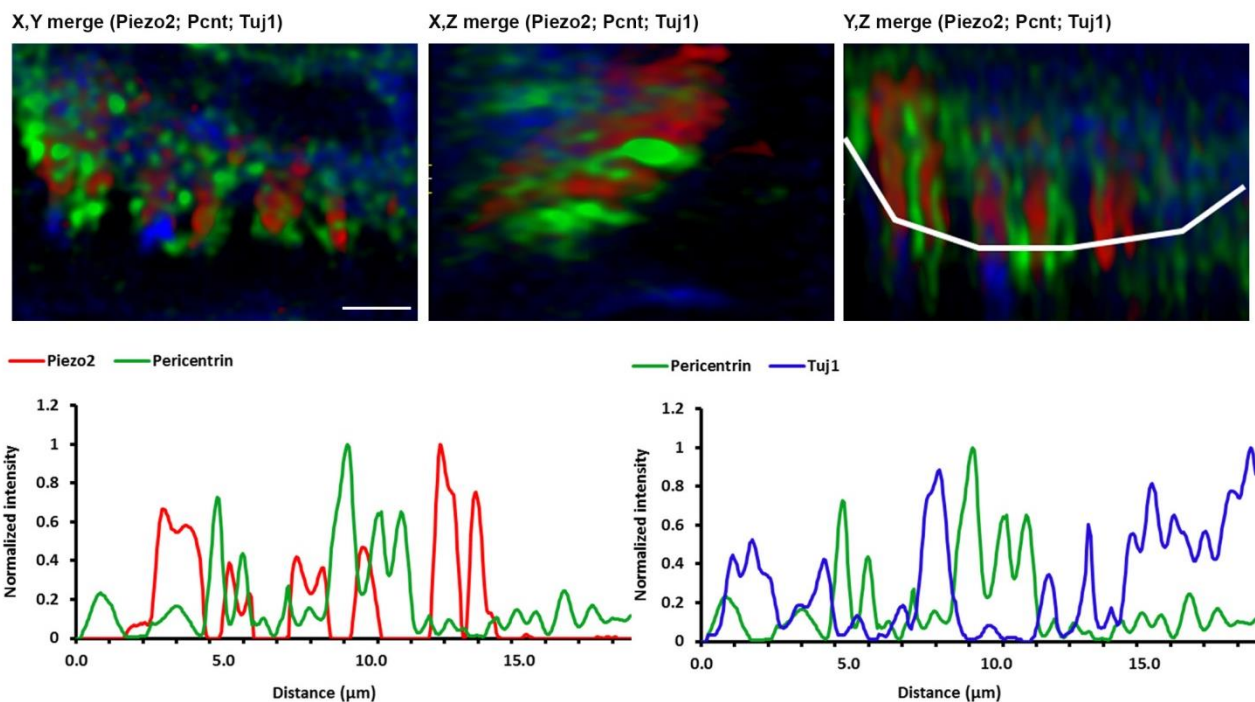 X,Y merge (Piezo2; Pcnt; Tuj1) X,Z merge (Piezo2; Pcnt; Tuj1) Y,Z merge (Piezo2; Pcnt; Tuj1)
Piezo2 Pericentrin
1.2
1
0.8
0.6
0.4
0.2
0
Normalized intensity
0.0 5.0 10.0 15.0
Distance (µm)
Pericentrin Tuj1
1.2
1
0.8
0.6
0.4
0.2
0
Normalized intensity
0.0 5.0 10.0 15.0
Distance (µm)